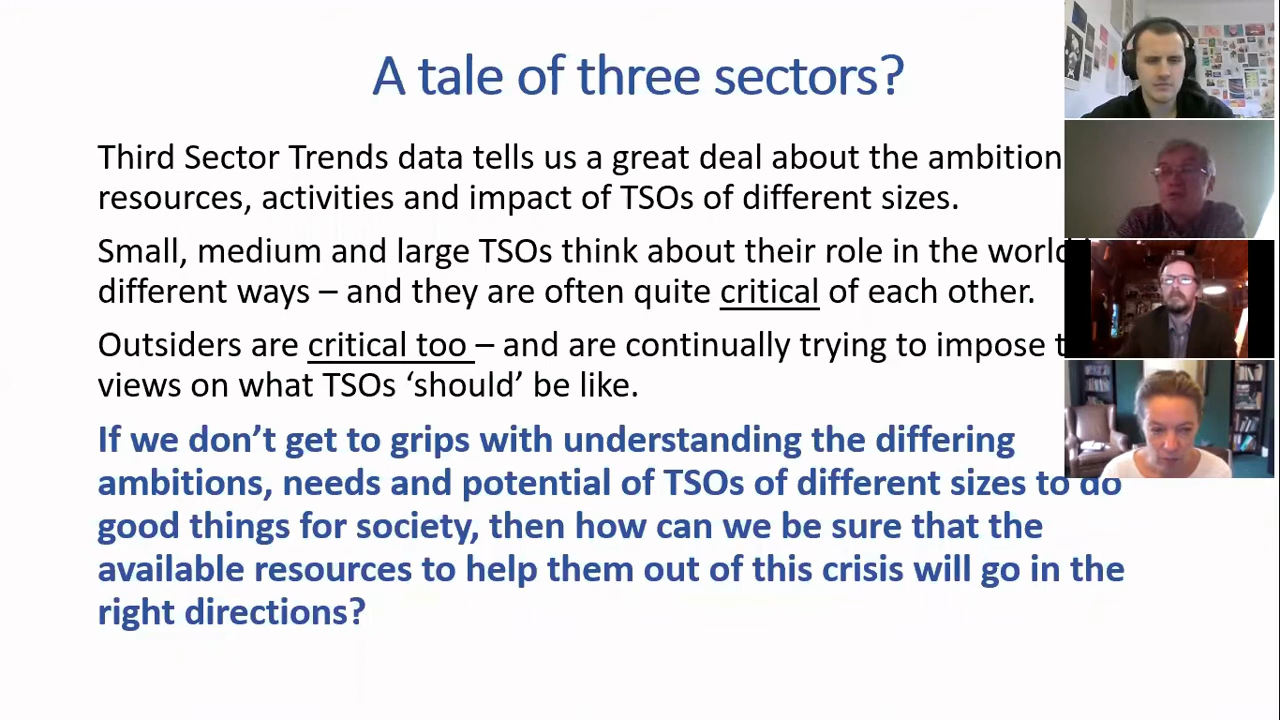 A tale of three sectors?
Third Sector Trends data tells us a great deal about the ambition
resources, activities and impact of TSOs of different sizes.
Small, medium and large TSOs think about their role in the world
different ways – and they are often quite critical of each other.
Outsiders are critical too – and are continually trying to impose
views on what TSOs ‘should’ be like.
If we don’t get to grips with understanding the differing
ambitions, needs and potential of TSOs of different sizes to do
good things for society, then how can we be sure that the
available resources to help them out of this crisis will go in the
right directions?